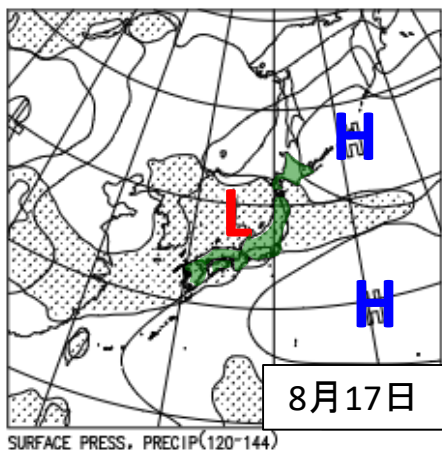 H
L
H
8月17日
SURFACE PRESS, PRECIP(120-144)